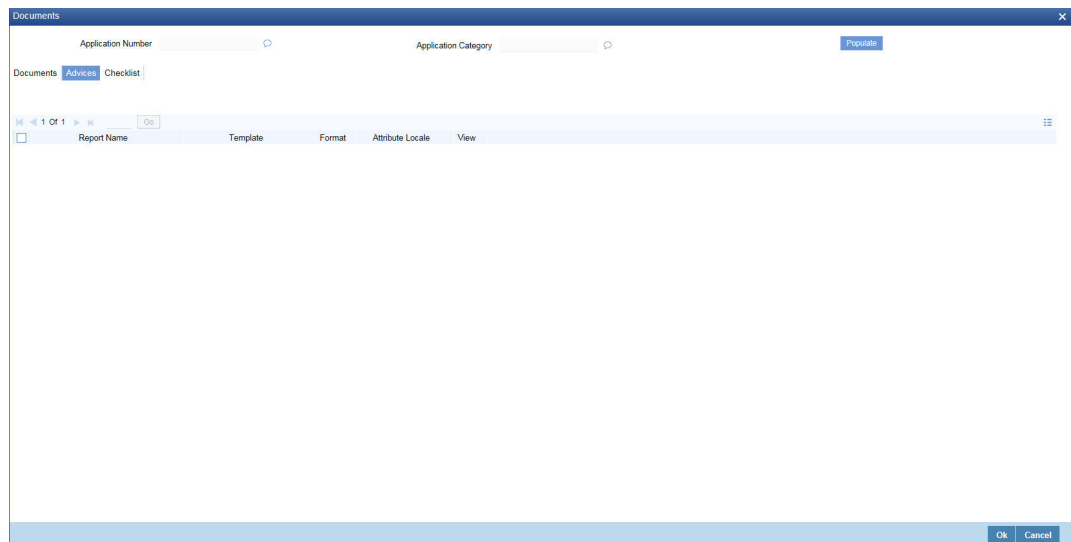 Documents
Application Number Application Category Populate
Documents Advices Checklist
1 Of 1 Go
Report Name Template Format Attribute Locale View
Ok Cancel